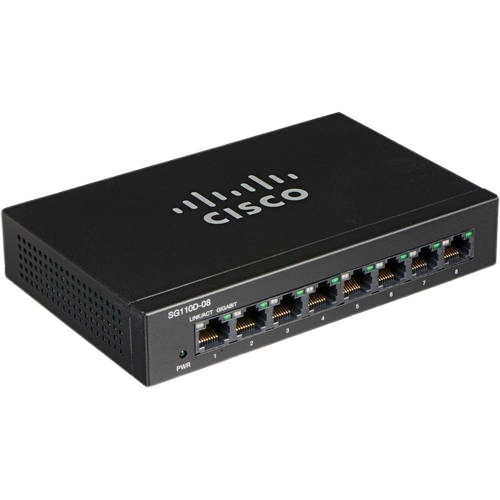 CISCO
SG110D-08
LINK/ACT GIGABIT
PWR
1 2 3 4 5 6 7 8